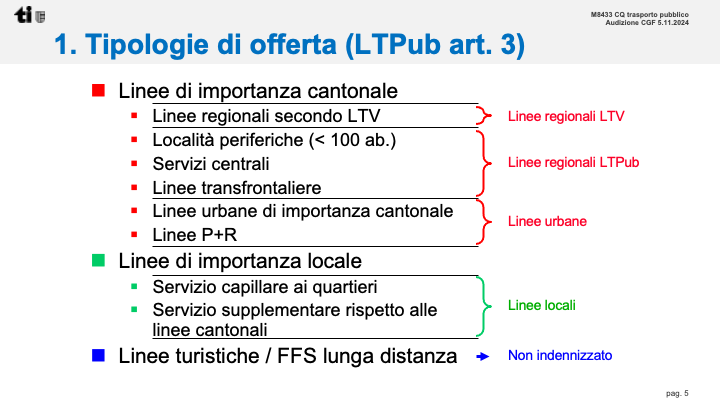 ti
M8433 CQ trasporto pubblico
Audizione CGF 5.11.2024
1. Tipologie di offerta (LTPub art. 3)
Linee di importanza cantonale
Linee regionali secondo LTV
Linee regionali LTV
Località periferiche (< 100 ab.)
Servizi centrali
Linee regionali LTPub
Linee transfrontaliere
Linee urbane di importanza cantonale
Linee urbane
Linee P+R
Linee di importanza locale
Servizio capillare ai quartieri
Servizio supplementare rispetto alle
linee cantonali
Linee locali
Linee turistiche / FFS lunga distanza
Non indennizzato
pag. 5